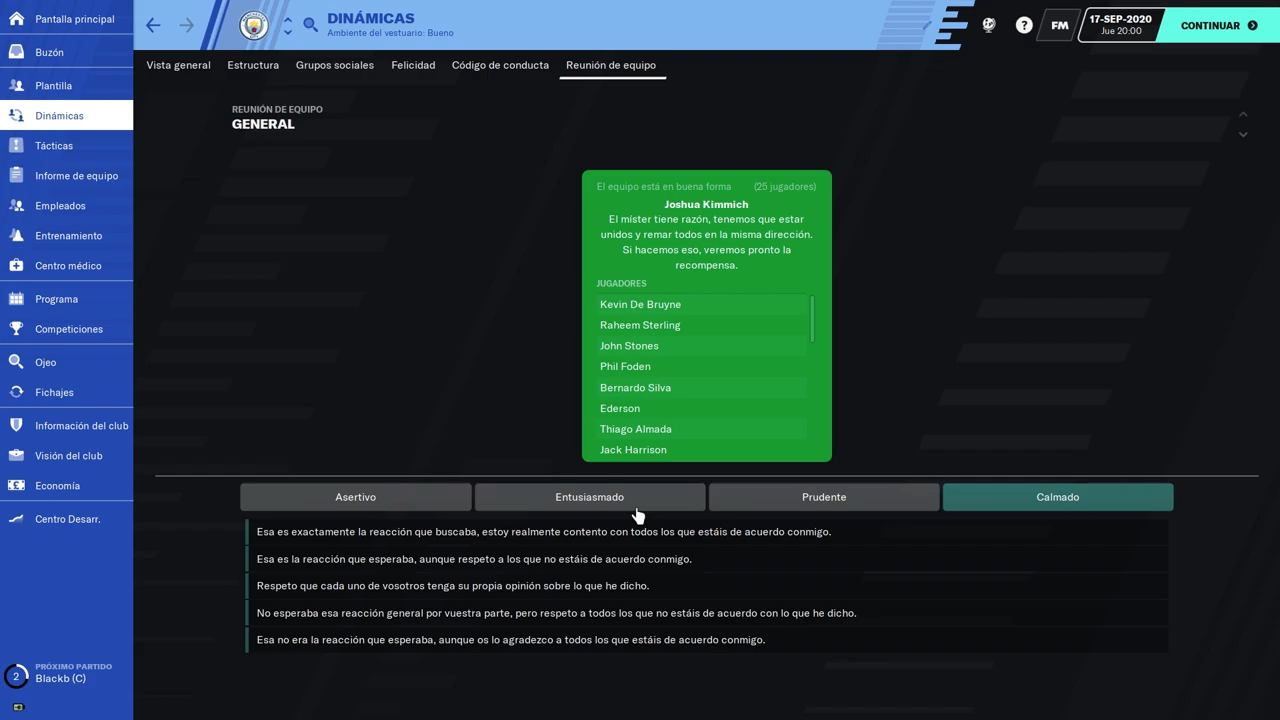 Pantalla principal
Buzón
Plantilla
Dinámicas
Tácticas
Informe de equipo
Empleados
Entrenamiento
Centro médico
Programa
Competiciones
Ojeo
Fichajes
Información del club
Visión del club
Economía
Centro Desarr.
2
PRÓXIMO PARTIDO
Blackb (C)
DINÁMICAS
Ambiente del vestuario: Bueno
?
FM
17-SEP-2020
Jue 20:00
CONTINUAR
Vista general Estructura Grupos sociales Felicidad Código de conducta Reunión de equipo
REUNIÓN DE EQUIPO
GENERAL
El equipo está en buena forma (25 jugadores)
Joshua Kimmich
El míster tiene razón, tenemos que estar
unidos y remar todos en la misma dirección.
Si hacemos eso, veremos pronto la
recompensa.
JUGADORES
Kevin De Bruyne
Raheem Sterling
John Stones
Phil Foden
Bernardo Silva
Ederson
Thiago Almada
Jack Harrison
Asertivo Entusiasmado Prudente Calmado
Esa es exactamente la reacción que buscaba, estoy realmente contento con todos los que estáis de acuerdo conmigo.
Esa es la reacción que esperaba, aunque respeto a los que no estáis de acuerdo conmigo.
Respeto que cada uno de vosotros tenga su propia opinión sobre lo que he dicho.
No esperaba esa reacción general por vuestra parte, pero respeto a todos los que no estáis de acuerdo con lo que he dicho.
Esa no era la reacción que esperaba, aunque os lo agradezco a todos los que estáis de acuerdo conmigo.